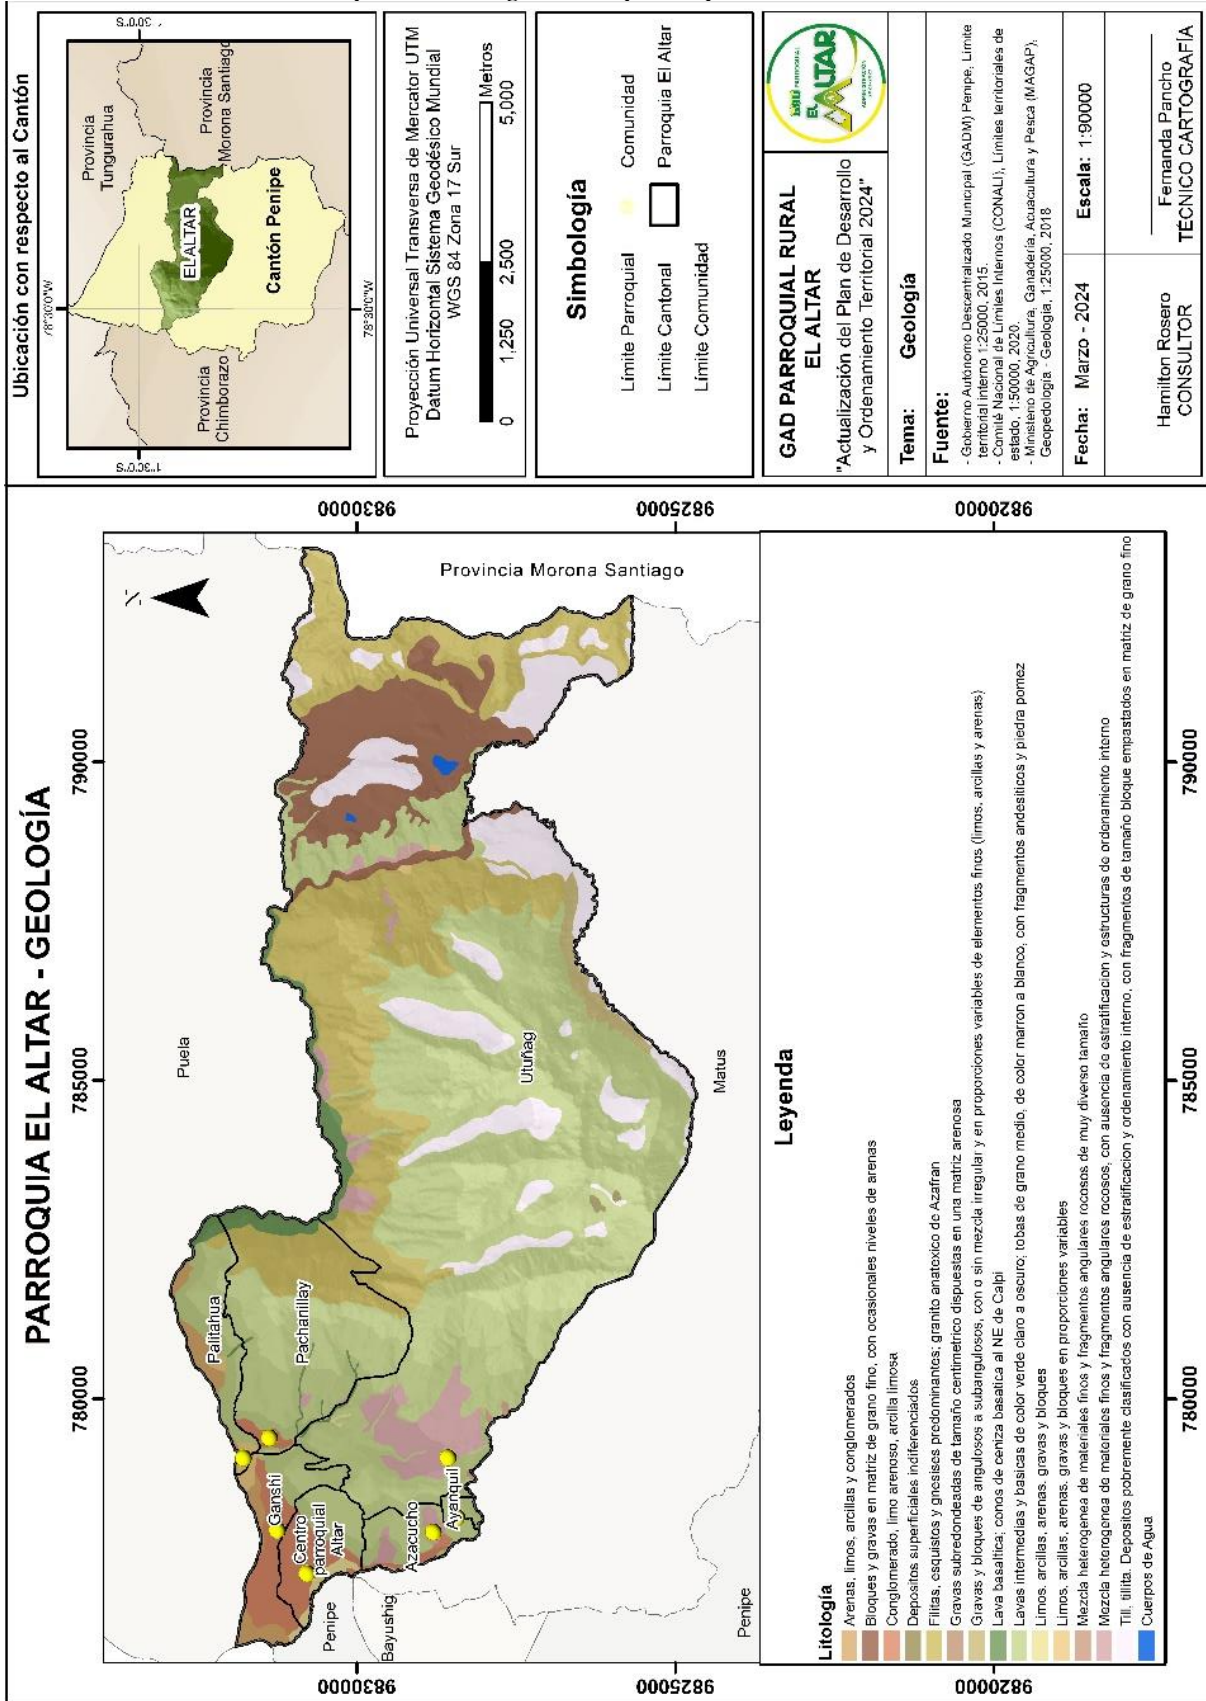 PARROQUIA EL ALTAR - GEOLOGÍA
780000
785000
790000
9830000
9825000
9820000
Puela
Provincia Morona Santiago
Palitahua
Pachanillay
Ganshi
Centro
parroquial
Altar
Azacucho
Ayanquil
Utuñag
Penipe
Bayushig
Penipe
Matus
9830000
9825000
9820000
780000
785000
790000
Leyenda
Litología
Arenas, limos, arcillas y conglomerados
Bloques y gravas en matriz de grano fino, con ocasionales niveles de arenas
Conglomerado, limo arenoso, arcilla limosa
Depositos superficiales indiferenciados
Filitas, esquistos y gneises predominantes; granito anatoxico de Azafran
Gravas subredondeadas de tamaño centimetrico dispuestas en una matriz arenosa
Gravas y bloques de angulosos a subangulosos, con o sin mezcla irregular y en proporciones variables de elementos finos (limos, arcillas y arenas)
Lava basaltica; conos de ceniza basaltica al NE de Calpi
Lavas intermedias y basicas de color verde claro a oscuro; tobas de grano medio, de color marron a blanco, con fragmentos andesiticos y piedra pomez
Limos, arcillas, arenas, gravas y bloques
Limos, arcillas, arenas, gravas y bloques en proporciones variables
Mezcla heterogenea de materiales finos y fragmentos angulares rocosos de muy diverso tamaño
Mezcla heterogenea de materiales finos y fragmentos angulares rocosos, con ausencia de estratificacion y estructuras de ordenamiento interno
Till, tillita. Depositos pobremente clasificados con ausencia de estratificacion y ordenamiento interno, con fragmentos de tamaño bloque empastados en matriz de grano fino
Cuerpos de Agua
Ubicación con respecto al Cantón
78°30'0"W
1°30'0"S
1°30'0"S
Provincia
Tungurahua
Provincia
Morona Santiago
EL ALTAR
Provincia
Chimborazo
Cantón Penipe
78°30'0"W
Proyección Universal Transversa de Mercator UTM
Datum Horizontal Sistema Geodésico Mundial
WGS 84 Zona 17 Sur
0 1,250 2,500 5,000
Metros
Simbología
Límite Parroquial
Comunidad
Límite Cantonal
Parroquia El Altar
Límite Comunidad
GAD PARROQUIAL RURAL
EL ALTAR
"Actualización del Plan de Desarrollo
y Ordenamiento Territorial 2024"
EL ALTAR
Tema: Geología
Fuente:
- Gobierno Autónomo Descentralizado Municipal (GADM) Penipe, Límite
territorial interno 1:25000, 2015.
- Comité Nacional de Límites Internos (CONALI), Límites territoriales de
estado, 1:50000, 2020.
- Ministerio de Agricultura, Ganadería, Acuacultura y Pesca (MAGAP),
Geopedología - Geología, 1:25000, 2018
Fecha: Marzo - 2024
Escala: 1:90000
Hamilton Rosero
CONSULTOR
Fernanda Pancho
TÉCNICO CARTOGRAFÍA